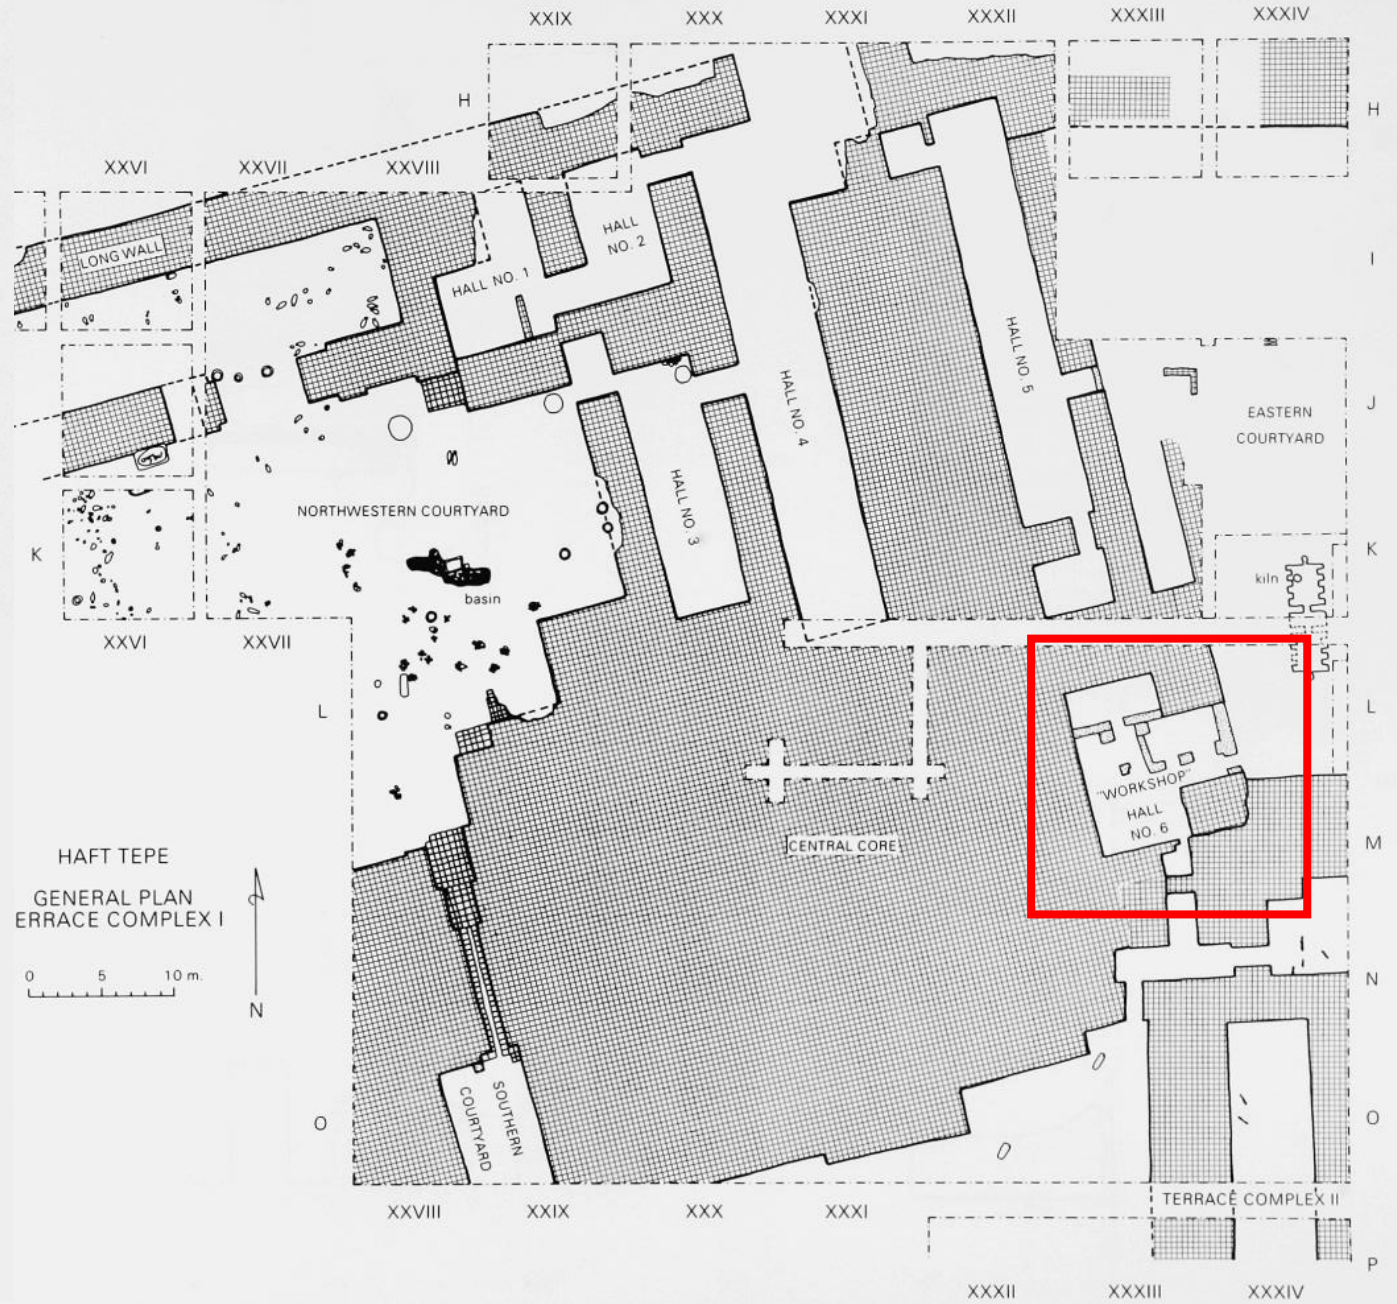 XXIX XXX XXXI XXXII XXXIII XXXIV
H H
XXVI XXVII XXVIII
LONG WALL
HALL
NO. 2
HALL NO. 1
I
HALL NO. 5
HALL NO. 4
J
EASTERN
COURTYARD
HALL NO. 3
NORTHWESTERN COURTYARD
K K
kiln
basin
XXVI XXVII
L L
"WORKSHOP"
HALL
NO. 6
CENTRAL CORE
M
HAFT TEPE
GENERAL PLAN
ERRACE COMPLEX I
0 5 10 m.
N
N
SOUTHERN
COURTYARD
O O
TERRACE COMPLEX II
XXVIII XXIX XXX XXXI
P
XXXII XXXIII XXXIV